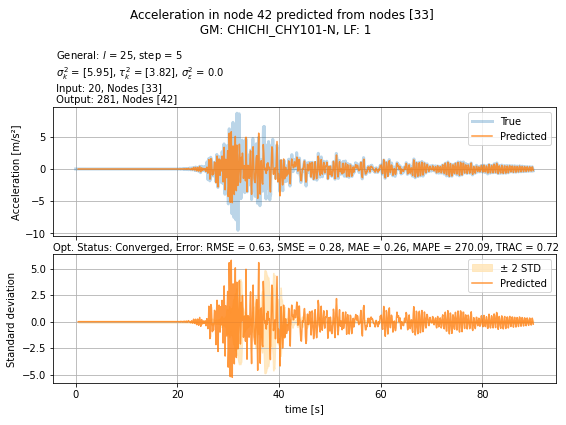 Acceleration in node 42 predicted from nodes [33]
GM: CHICHI_CHY101-N, LF: 1
General: l = 25, step = 5
σ²ₖ = [5.95], τ²ₖ = [3.82], σ²ₑ = 0.0
Input: 20, Nodes [33]
Output: 281, Nodes [42]
Acceleration [m/s²]
5
0
−5
−10
True
Predicted
Opt. Status: Converged, Error: RMSE = 0.63, SMSE = 0.28, MAE = 0.26, MAPE = 270.09, TRAC = 0.72
Standard deviation
5.0
2.5
0.0
−2.5
−5.0
± 2 STD
Predicted
0 20 40 60 80
time [s]